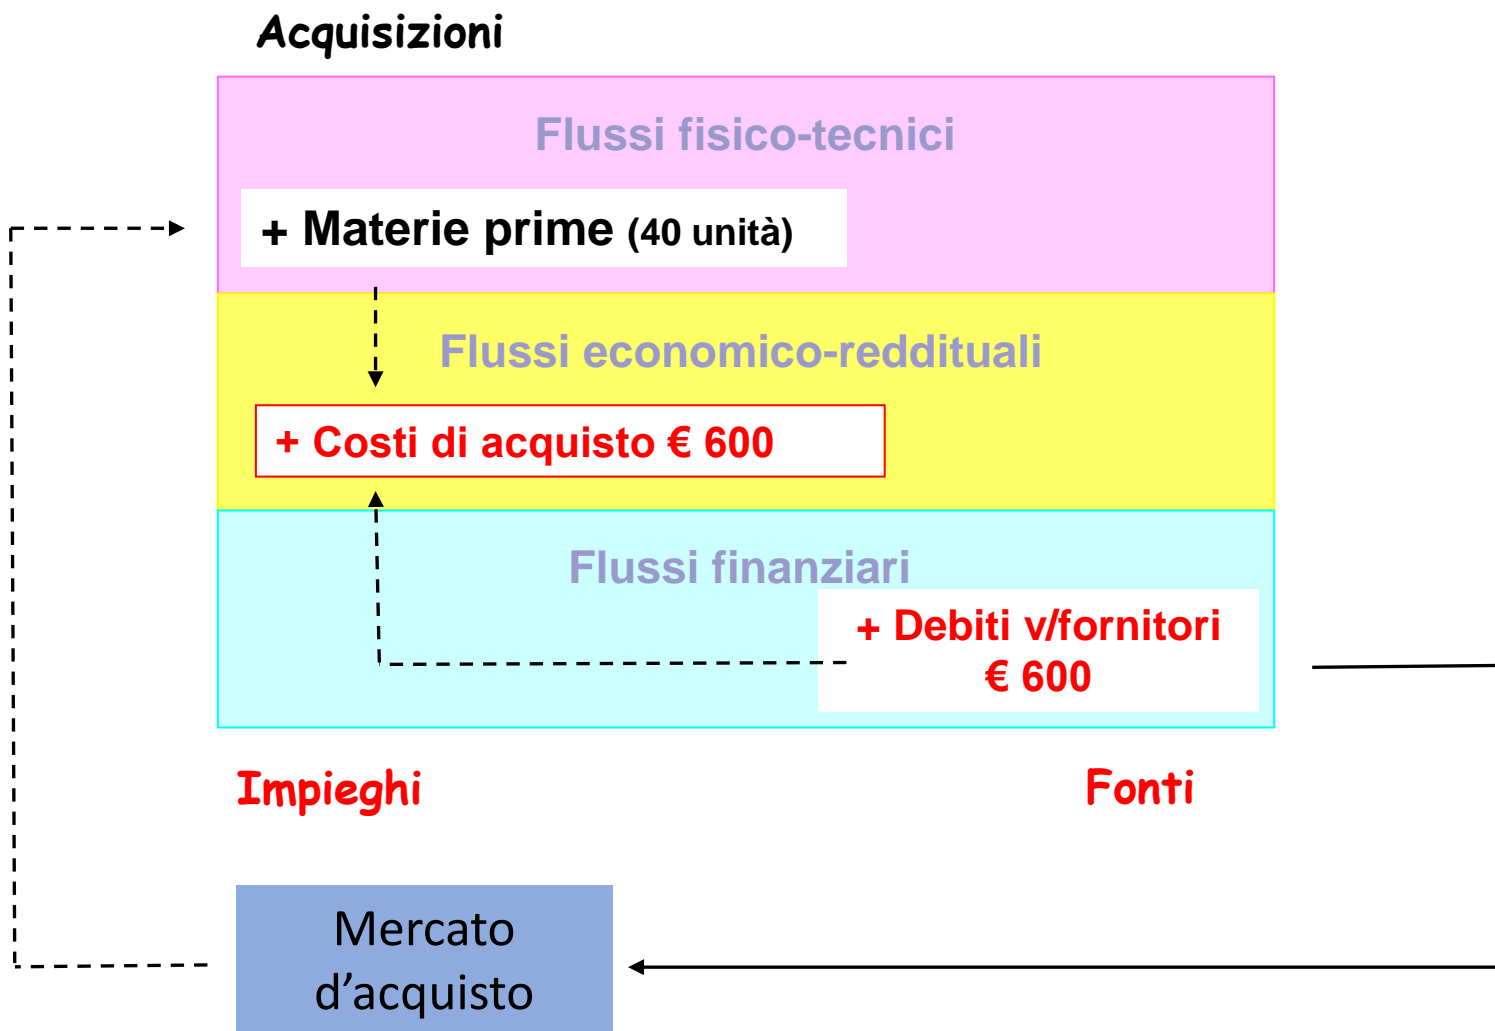 Acquisizioni
Flussi fisico-tecnici
+ Materie prime (40 unità)
Flussi economico-reddituali
+ Costi di acquisto € 600
Flussi finanziari
+ Debiti v/fornitori
€ 600
Impieghi
Fonti
Mercato
d’acquisto